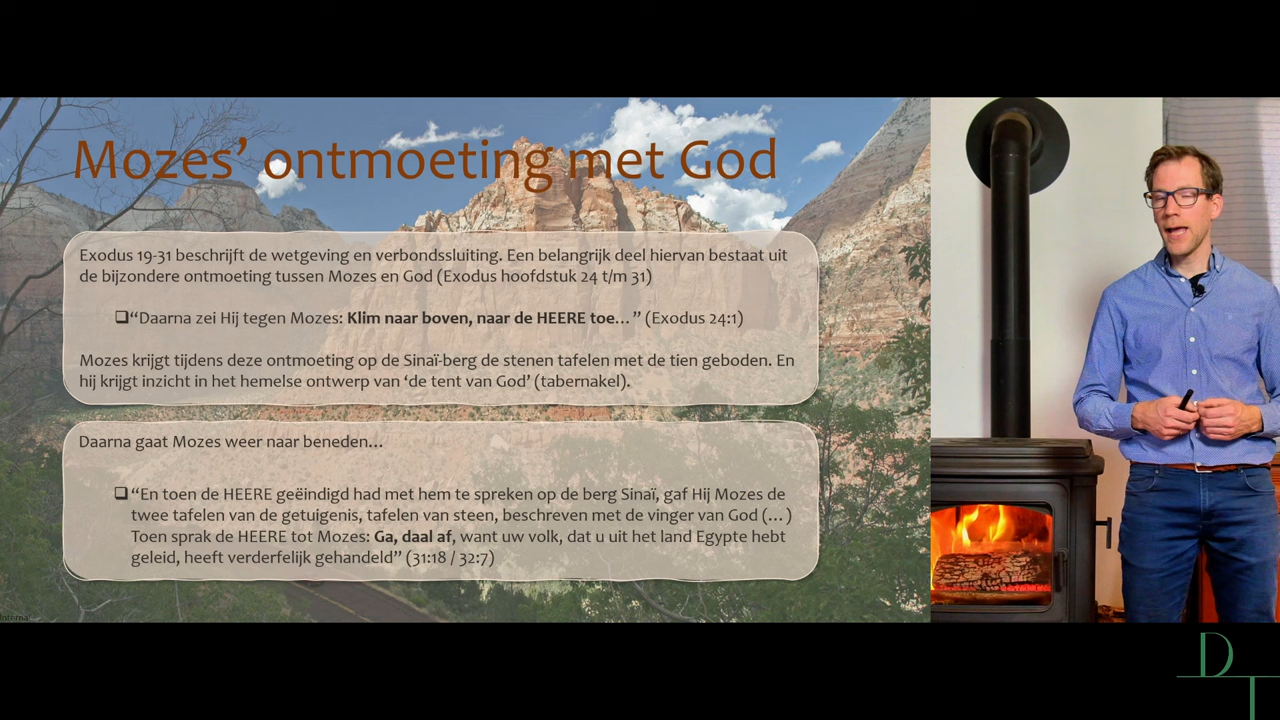 Mozes’ ontmoeting met God
Exodus 19-31 beschrijft de wetgeving en verbondssluiting. Een belangrijk deel hiervan bestaat uit
de bijzondere ontmoeting tussen Mozes en God (Exodus hoofdstuk 24 t/m 31)
❑“Daarna zei Hij tegen Mozes: Klim naar boven, naar de HEERE toe…” (Exodus 24:1)
Mozes krijgt tijdens deze ontmoeting op de Sinaï-berg de stenen tafelen met de tien geboden. En
hij krijgt inzicht in het hemelse ontwerp van ‘de tent van God’ (tabernakel).
Daarna gaat Mozes weer naar beneden…
❑“En toen de HEERE geëindigd had met hem te spreken op de berg Sinaï, gaf Hij Mozes de
twee tafelen van de getuigenis, tafelen van steen, beschreven met de vinger van God (…)
Toen sprak de HEERE tot Mozes: Ga, daal af, want uw volk, dat u uit het land Egypte hebt
geleid, heeft verderfelijk gehandeld” (31:18 / 32:7)
Internal
D
T